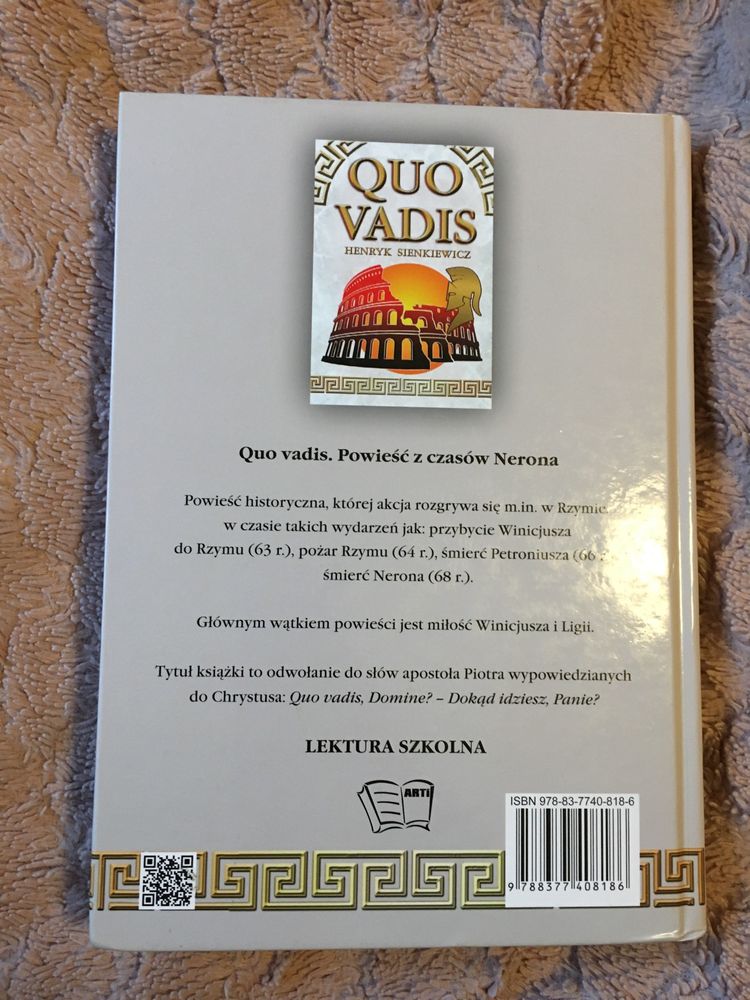 QUO
VADIS
HENRYK SIENKIEWICZ
Quo vadis. Powieść z czasów Nerona
Powieść historyczna, której akcja rozgrywa się m.in. w Rzymie
w czasie takich wydarzeń jak: przybycie Winicjusza
do Rzymu (63 r.), pożar Rzymu (64 r.), śmierć Petroniusza (66
śmierć Nerona (68 r.).
Głównym wątkiem powieści jest miłość Winicjusza i Ligii.
Tytuł książki to odwołanie do słów apostoła Piotra wypowiedzianych
do Chrystusa: Quo vadis, Domine? – Dokąd idziesz, Panie?
LEKTURA SZKOLNA
ARTi
ISBN 978-83-7740-818-6
9 788377 408186